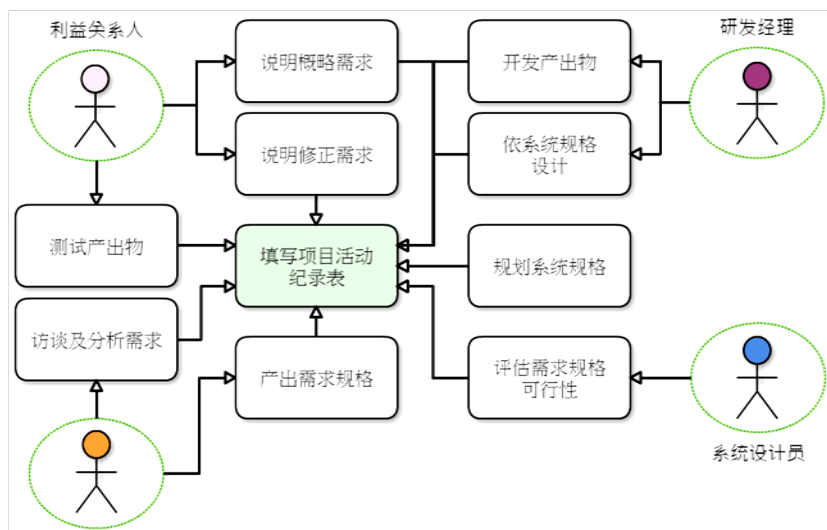 利益关系人
研发经理
说明概略需求
开发产出物
说明修正需求
依系统规格
设计
测试产出物
填写项目活动
纪录表
规划系统规格
访谈及分析需求
产出需求规格
评估需求规格
可行性
系统设计员